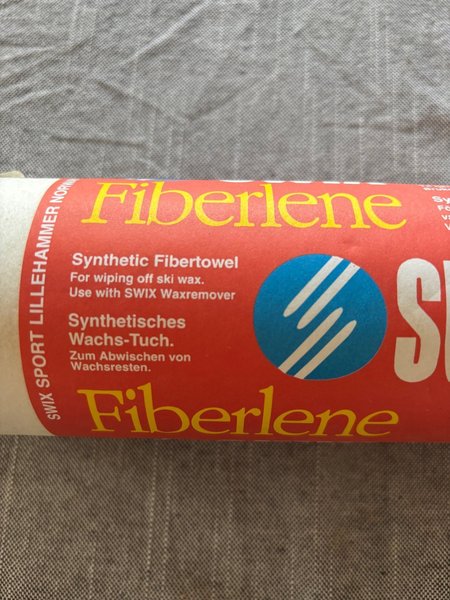 Fiberlene
SWIX SPORT LILLEHAMMER
Synthetic Fibertowel
For wiping off ski wax.
Use with SWIX Waxremover
Synthetisches
Wachs-Tuch.
Zum Abwischen von
Wachsresten.
Fiberlene